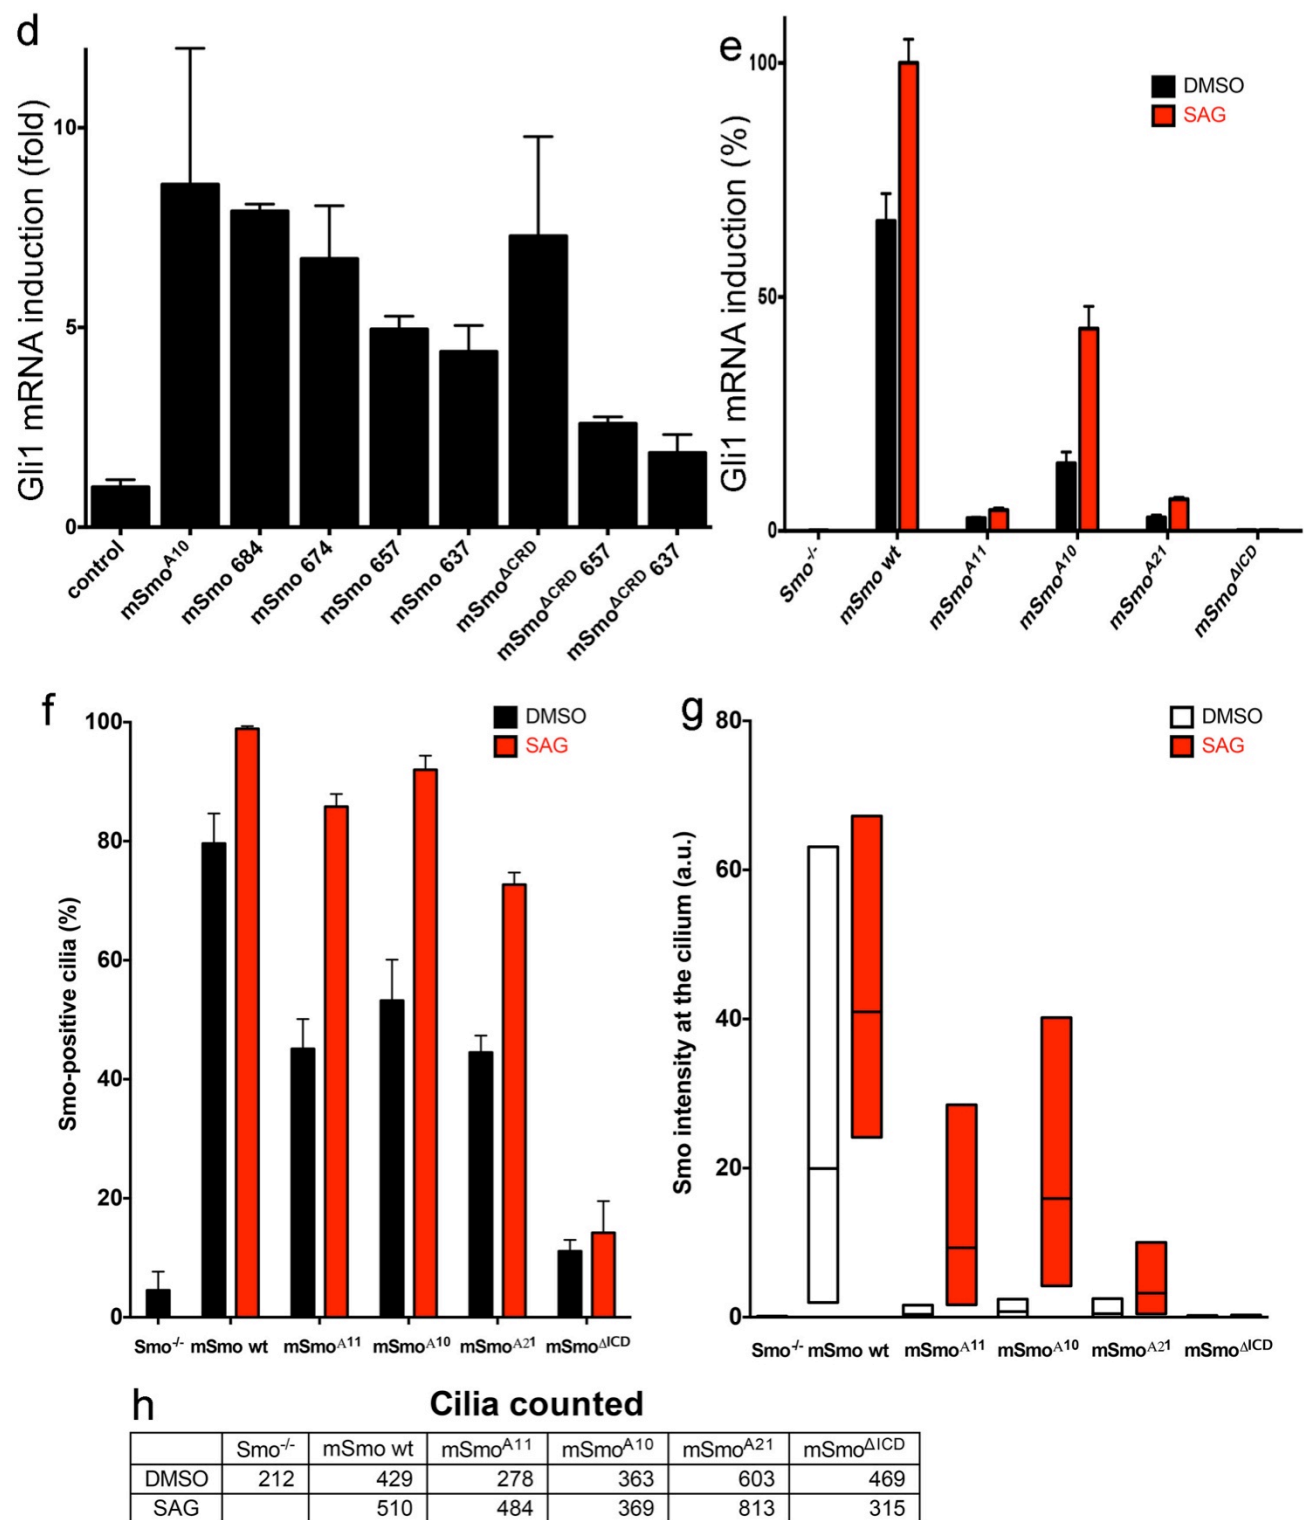 d
Gli1 mRNA induction (fold)
10
5
0
control
mSmo^A10
mSmo 684
mSmo 674
mSmo 657
mSmo 637
mSmo^ΔCRD
mSmo^ΔCRD 657
mSmo^ΔCRD 637
e
Gli1 mRNA induction (%)
100
50
0
DMSO
SAG
Smo^-/-
mSmo wt
mSmo^A11
mSmo^A10
mSmo^A21
mSmo^ΔICD
f
Smo-positive cilia (%)
100
80
60
40
20
0
DMSO
SAG
Smo^-/- mSmo wt mSmo^A11 mSmo^A10 mSmo^A21 mSmo^ΔICD
g
Smo intensity at the cilium (a.u.)
80
60
40
20
0
DMSO
SAG
Smo^-/- mSmo wt mSmo^A11 mSmo^A10 mSmo^A21 mSmo^ΔICD
h Cilia counted
Smo^-/- mSmo wt mSmo^A11 mSmo^A10 mSmo^A21 mSmo^ΔICD
DMSO 212 429 278 363 603 469
SAG 510 484 369 813 315